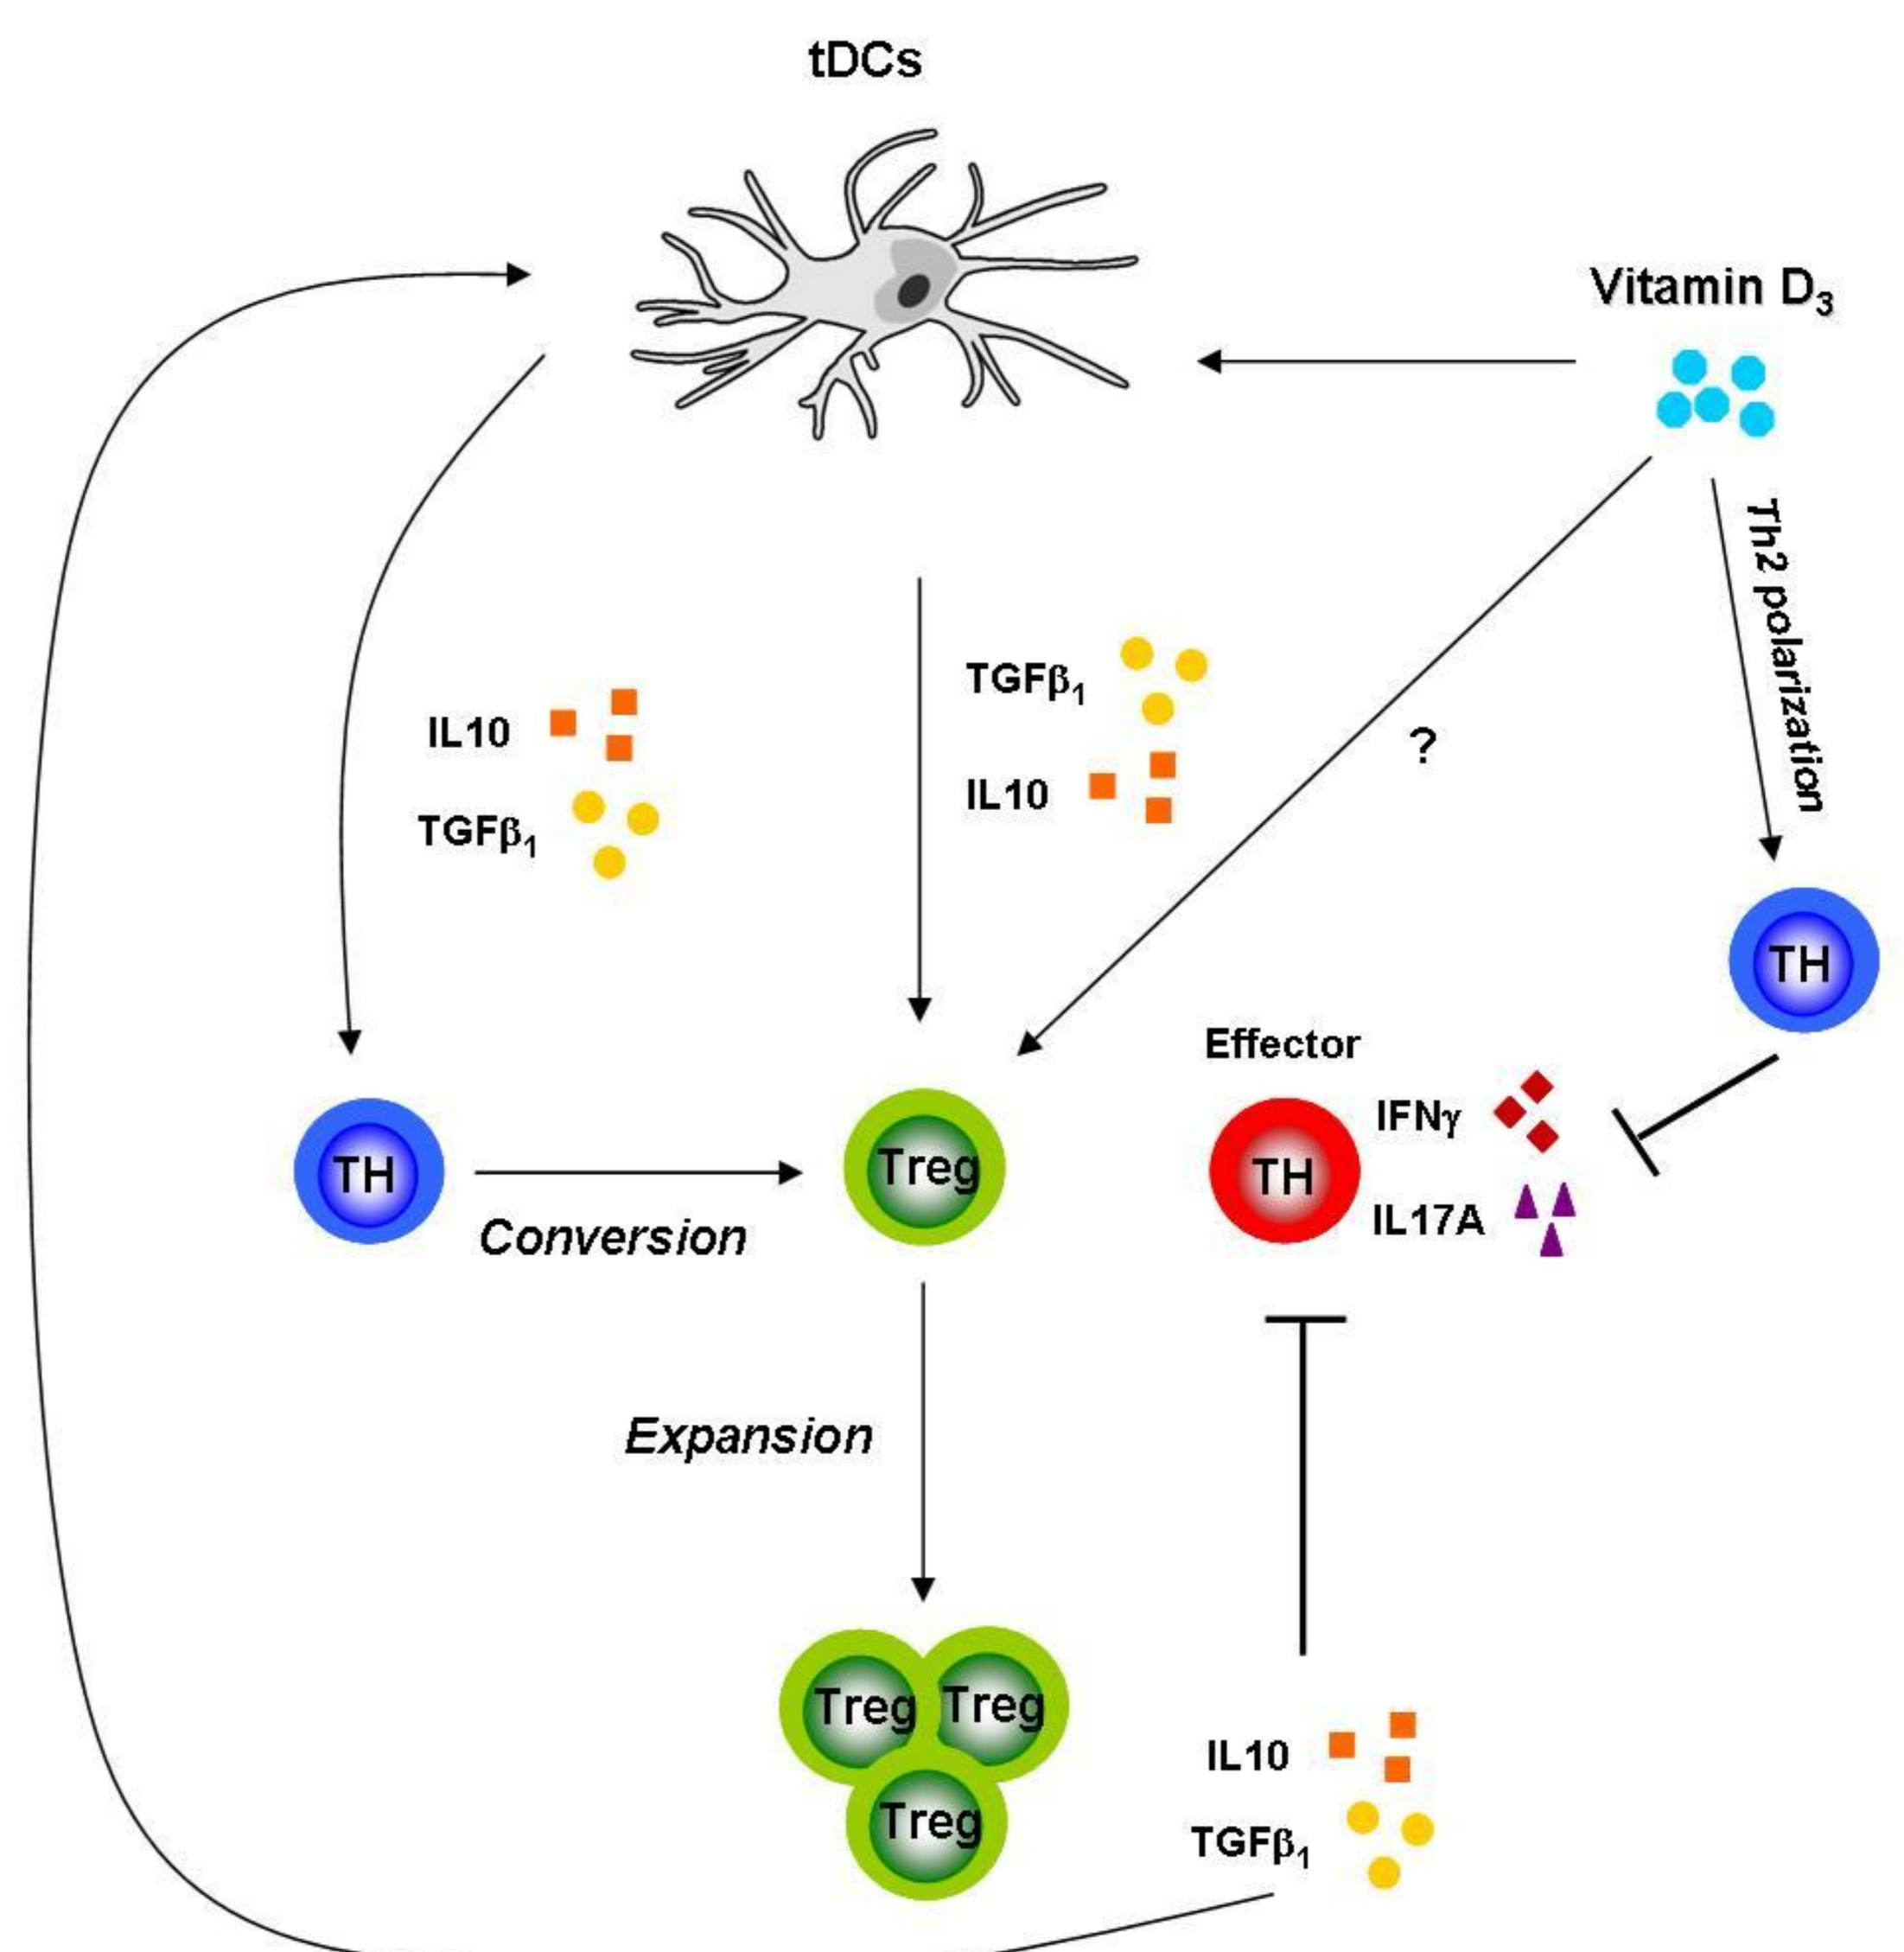 tDCs
Vitamin D₃
Th2 polarization
TGFβ₁
IL10
?
IL10
TGFβ₁
TH
Effector
IFNγ
TH
Treg
TH
IL17A
Conversion
Expansion
Treg Treg
Treg
IL10
TGFβ₁